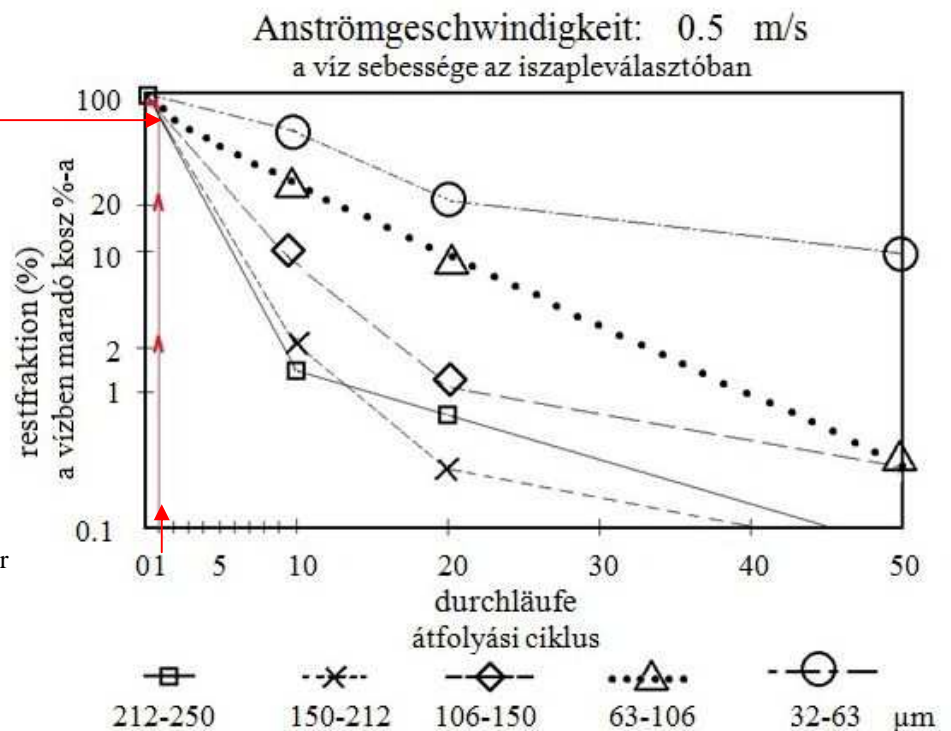 Anströmgeschwindigkeit: 0.5 m/s
a víz sebessége az iszapleválasztóban
restfraktion (%)
a vízben maradó kosz %-a
100
20
10
2
1
0.1
r
01 5 10 20 30 40 50
durchläufe
átfolyási ciklus
212-250 150-212 106-150 63-106 32-63 µm